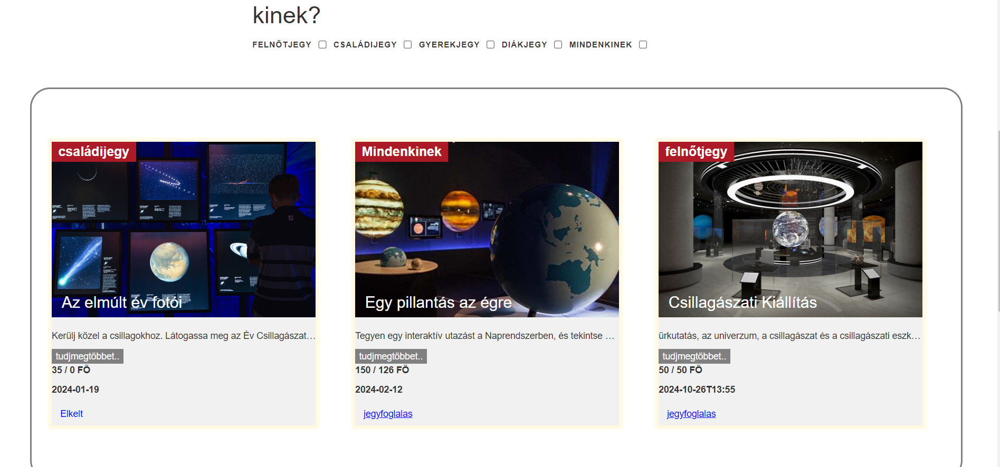 kinek?
FELNŐTJEGY CSALÁDIJEGY GYEREKJEGY DIÁKJEGY MINDENKINEK
családijegy
Az elmúlt év fotói
Kerülj közel a csillagokhoz. Látogassa meg az Év Csillagászat…
tudjmegtöbbet..
35 / 0 FŐ
2024-01-19
Elkelt
Mindenkinek
Egy pillantás az égre
Tegyen egy interaktív utazást a Naprendszerben, és tekintse …
tudjmegtöbbet..
150 / 126 FŐ
2024-02-12
jegyfoglalas
felnőtjegy
Csillagászati Kiállítás
űrkutatás, az univerzum, a csillagászat és a csillagászati eszk…
tudjmegtöbbet..
50 / 50 FŐ
2024-10-26T13:55
jegyfoglalas